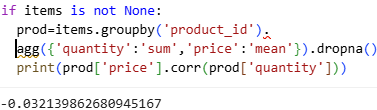 if items is not None:
  prod=items.groupby('product_id').
  agg({'quantity':'sum','price':'mean'}).dropna()
  print(prod['price'].corr(prod['quantity']))
-0.032139862680945167